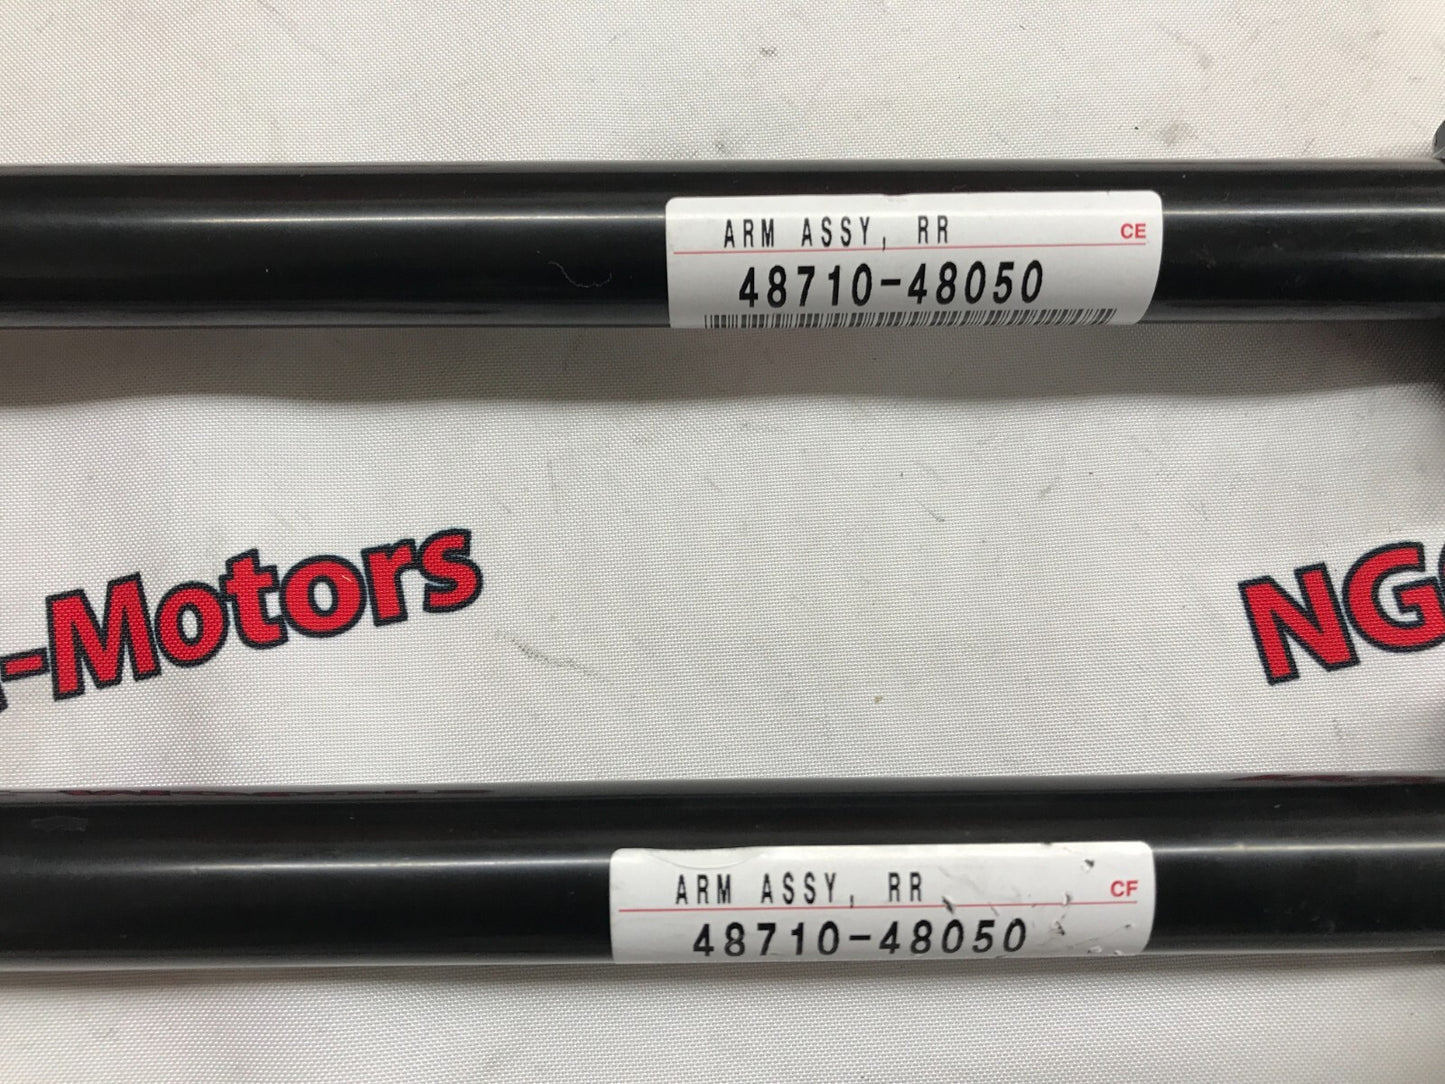 ARM ASSY, RR
CE
48710-48050
-Motors
NG
ARM ASSY, RR
CF
48710-48050